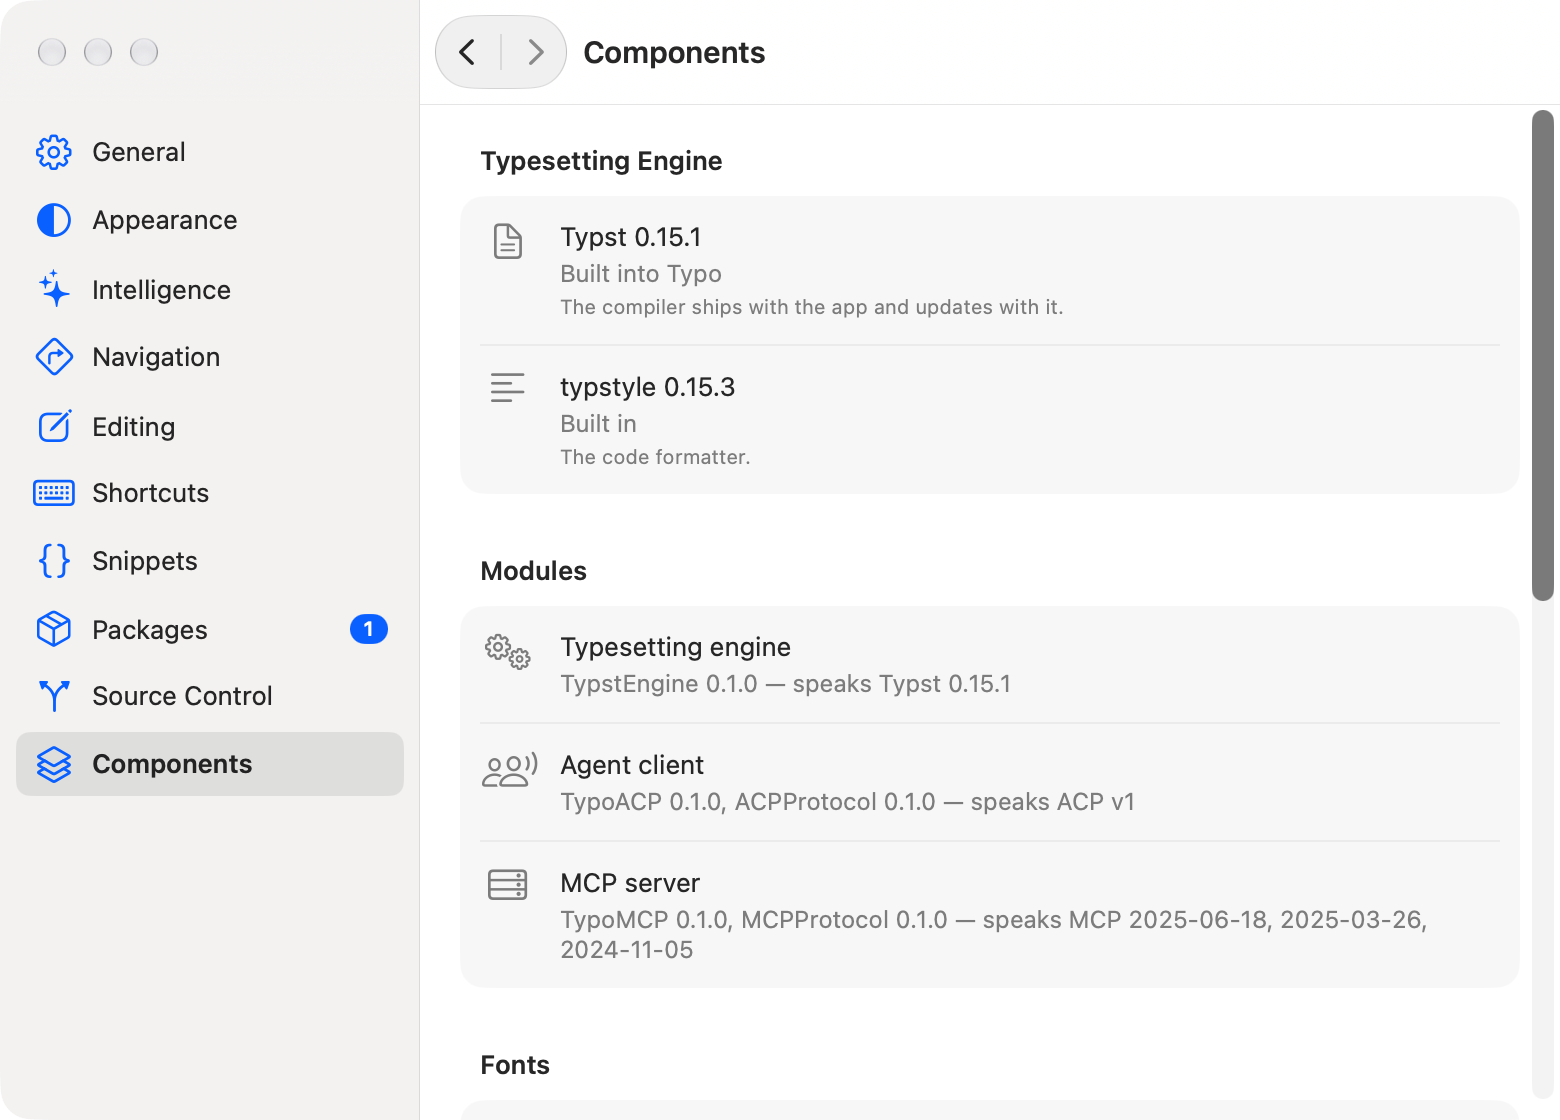 Components
General
Appearance
Intelligence
Navigation
Editing
Shortcuts
Snippets
Packages
1
Source Control
Components
Typesetting Engine
Typst 0.15.1
Built into Typo
The compiler ships with the app and updates with it.
typstyle 0.15.3
Built in
The code formatter.
Modules
Typesetting engine
TypstEngine 0.1.0 — speaks Typst 0.15.1
Agent client
TypoACP 0.1.0, ACPProtocol 0.1.0 — speaks ACP v1
MCP server
TypoMCP 0.1.0, MCPProtocol 0.1.0 — speaks MCP 2025-06-18, 2025-03-26,
2024-11-05
Fonts